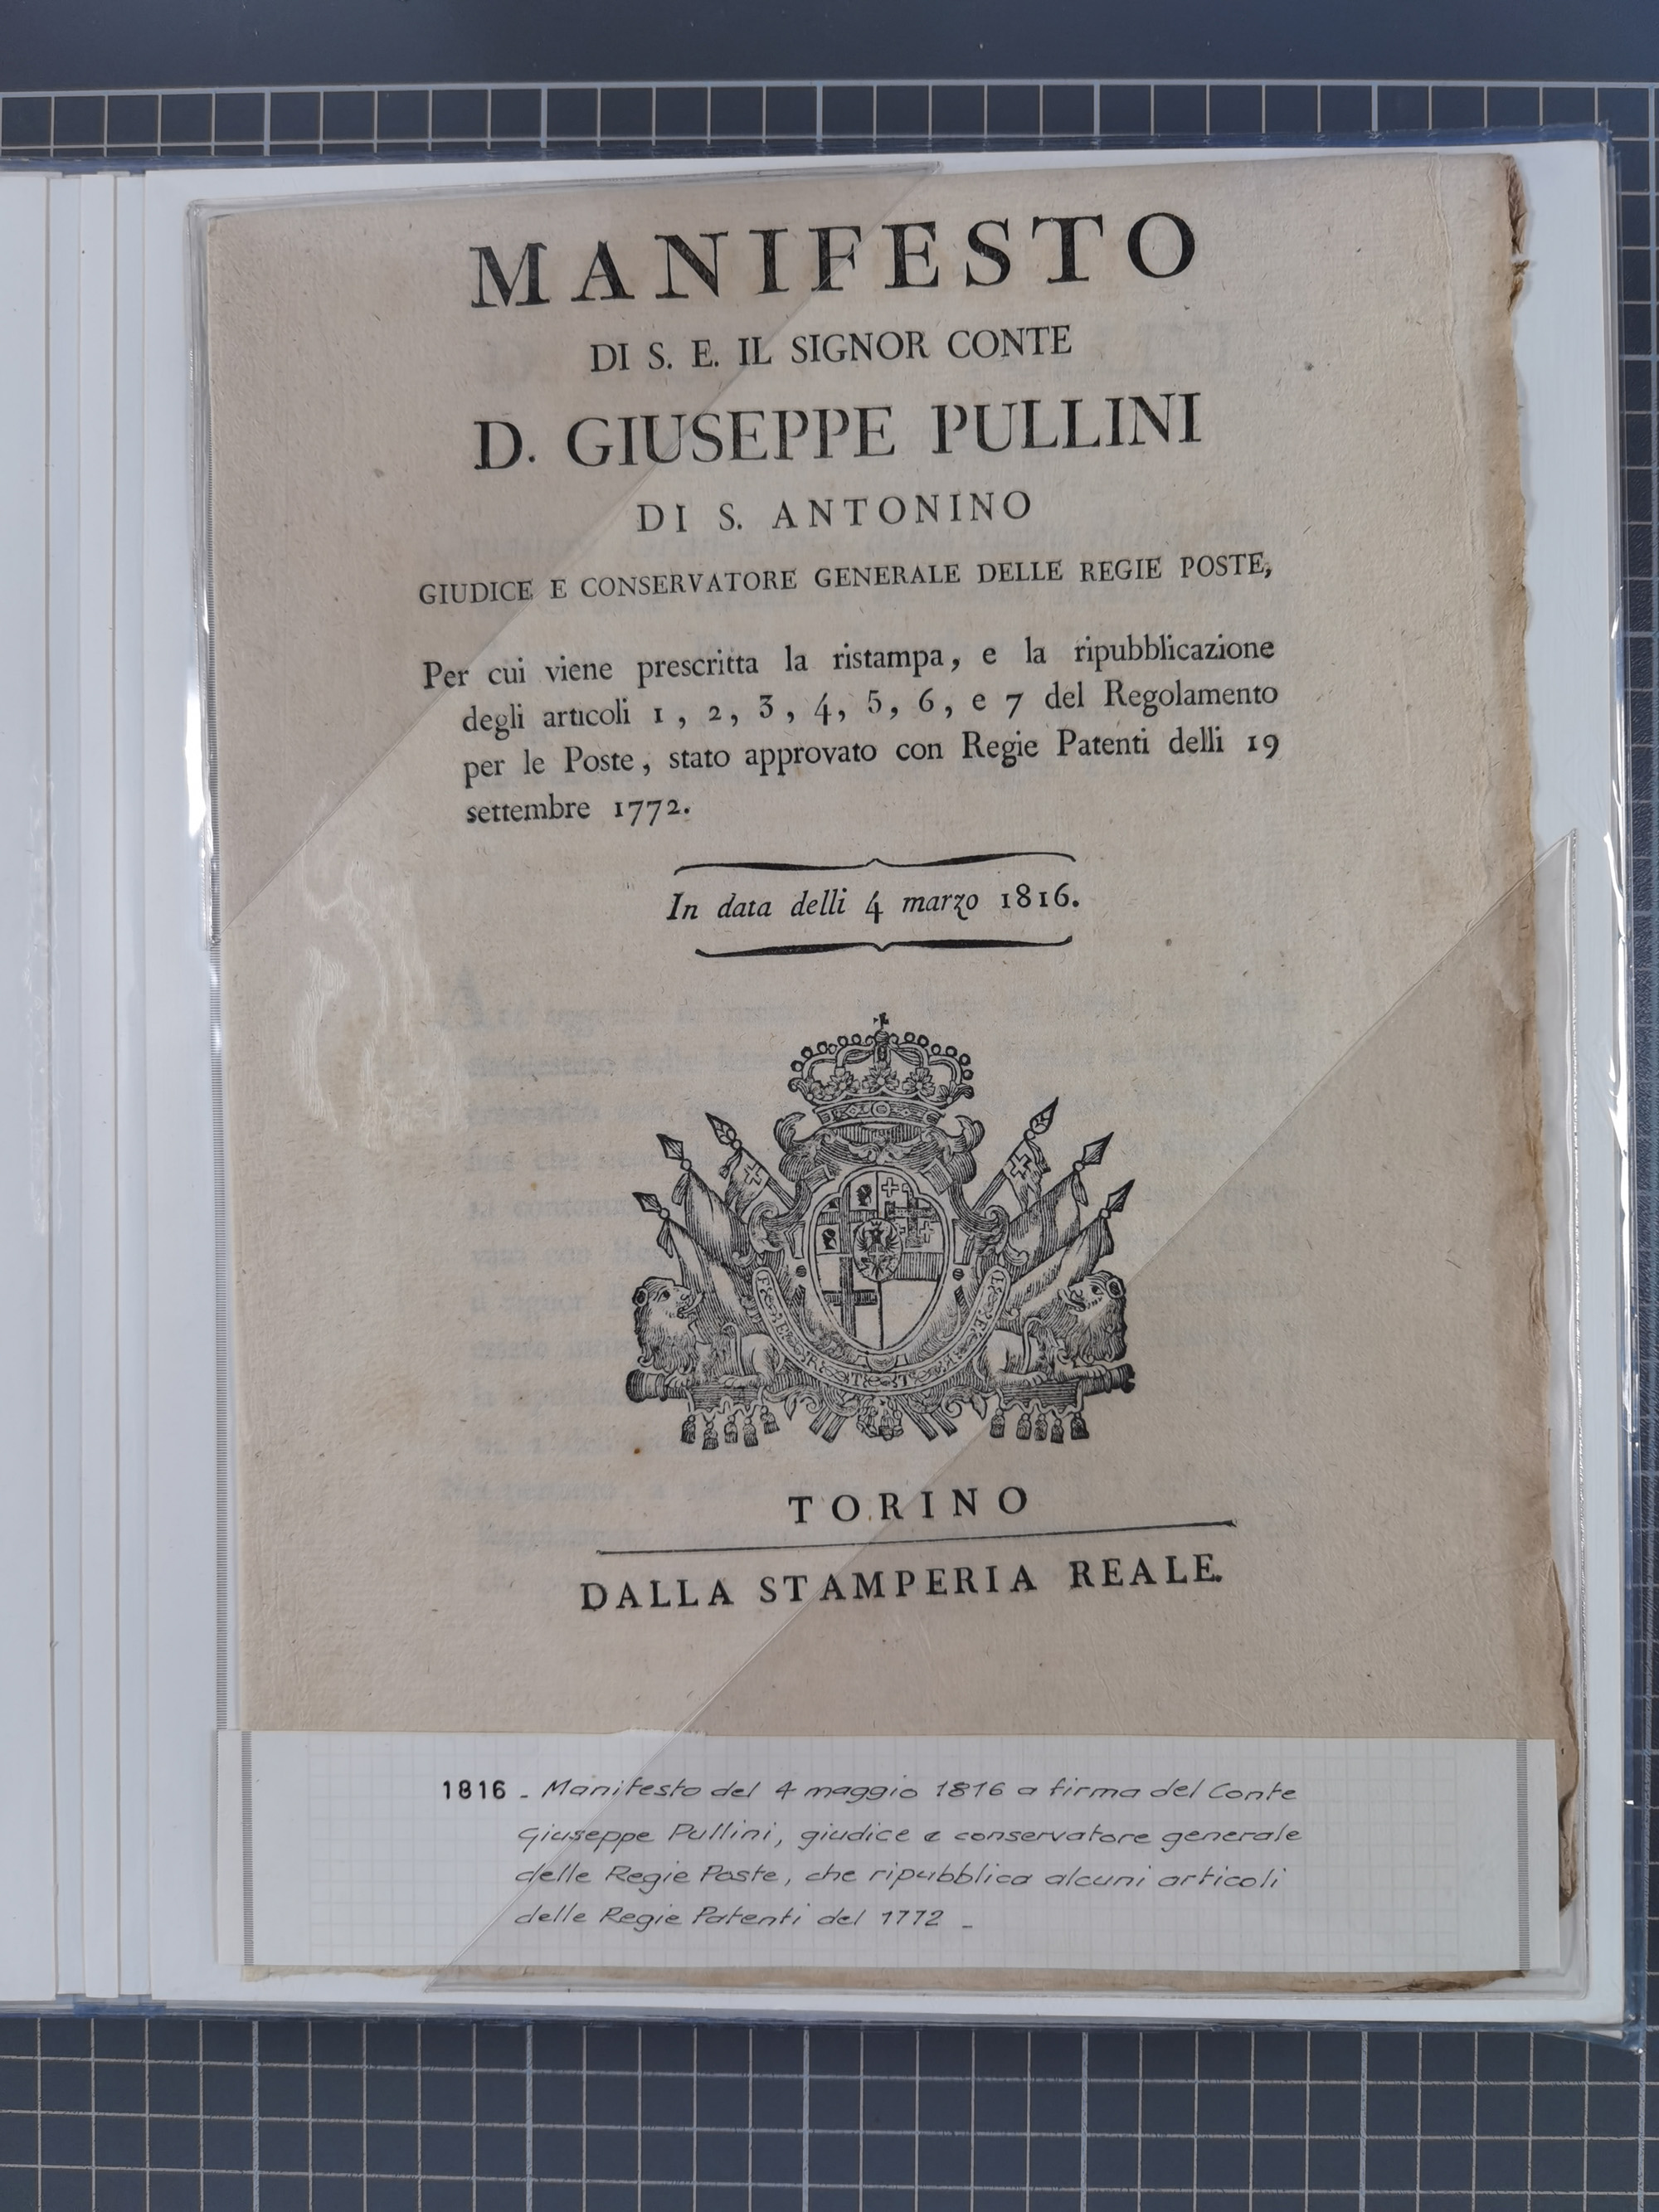 MANIFESTO
DI S. E. IL SIGNOR CONTE
D. GIUSEPPE PULLINI
DI S. ANTONINO
GIUDICE E CONSERVATORE GENERALE DELLE REGIE POSTE,
Per cui viene prescritta la ristampa, e la ripubblicazione
degli articoli 1, 2, 3, 4, 5, 6, e 7 del Regolamento
per le Poste, stato approvato con Regie Patenti delli 19
settembre 1772.
In data delli 4 marzo 1816.
TORINO
DALLA STAMPERIA REALE.
1816 - Manifesto del 4 maggio 1816 a firma del Conte
Giuseppe Pullini, giudice e conservatore generale
delle Regie Poste, che ripubblica alcuni articoli
delle Regie Patenti del 1772 -